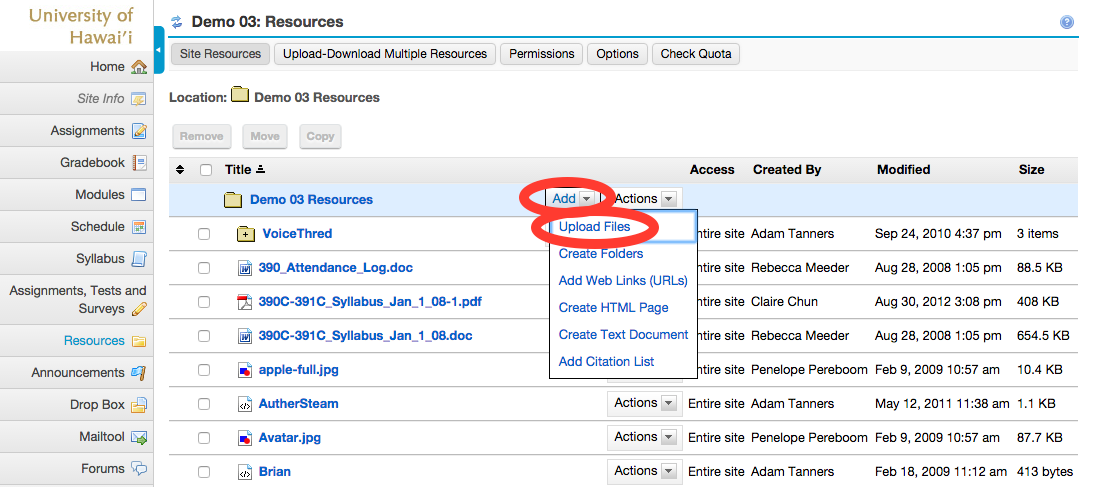 University of
Hawai'i
Home
Site Info
Assignments
Gradebook
Modules
Schedule
Syllabus
Assignments, Tests and
Surveys
Resources
Announcements
Drop Box
Mailtool
Forums
Demo 03: Resources
?
Site Resources Upload-Download Multiple Resources Permissions Options Check Quota
Location: Demo 03 Resources
Remove Move Copy
Title Access Created By Modified Size
Demo 03 Resources Add Actions
Upload Files
Create Folders
Add Web Links (URLs)
Create HTML Page
Create Text Document
Add Citation List
VoiceThred Entire site Adam Tanners Sep 24, 2010 4:37 pm 3 items
390_Attendance_Log.doc Entire site Rebecca Meeder Aug 28, 2008 1:05 pm 88.5 KB
390C-391C_Syllabus_Jan_1_08-1.pdf Entire site Claire Chun Aug 30, 2012 3:08 pm 408 KB
390C-391C_Syllabus_Jan_1_08.doc Entire site Rebecca Meeder Aug 28, 2008 1:05 pm 654.5 KB
apple-full.jpg Actions Entire site Penelope Pereboom Feb 9, 2009 10:57 am 10.4 KB
AutherSteam Actions Entire site Adam Tanners May 12, 2011 11:38 am 1.1 KB
Avatar.jpg Actions Entire site Penelope Pereboom Feb 9, 2009 10:57 am 87.7 KB
Brian Actions Entire site Adam Tanners Feb 18, 2009 11:12 am 413 bytes